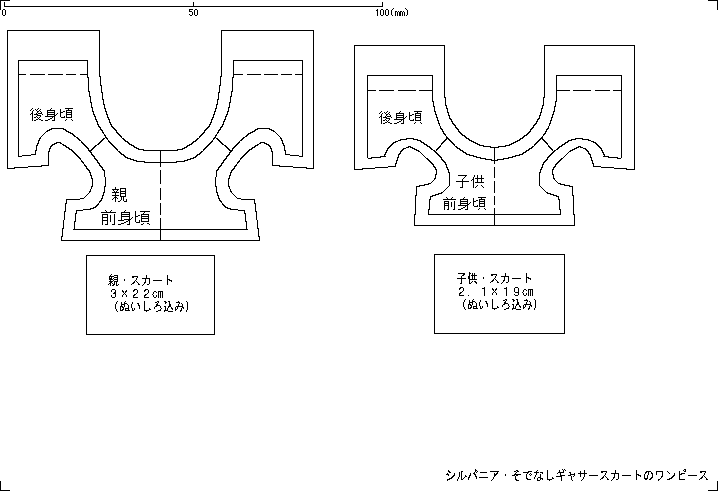 0 50 100(mm)
後身頃
親
前身頃
後身頃
子供
前身頃
親・スカート
3×22cm
(ぬいしろ込み)
子供・スカート
2.1×19cm
(ぬいしろ込み)
シルパニア・そでなしギャザースカートのワンピース